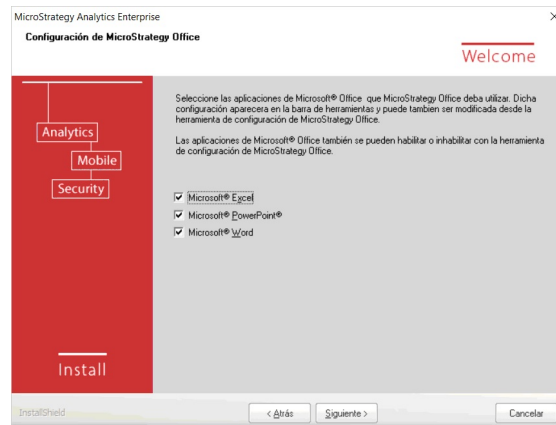 MicroStrategy Analytics Enterprise
Configuración de MicroStrategy Office
Welcome
Seleccione las aplicaciones de Microsoft® Office que MicroStrategy Office deba utilizar. Dicha
configuración aparecera en la barra de herramientas y puede tambien ser modificada desde la
herramienta de configuración de MicroStrategy Office.
Las aplicaciones de Microsoft® Office también se pueden habilitar o inhabilitar con la herramienta
de configuración de MicroStrategy Office.
Analytics
Mobile
Security
Microsoft® Excel
Microsoft® PowerPoint®
Microsoft® Word
Install
InstallShield
< Atrás
Siguiente >
Cancelar